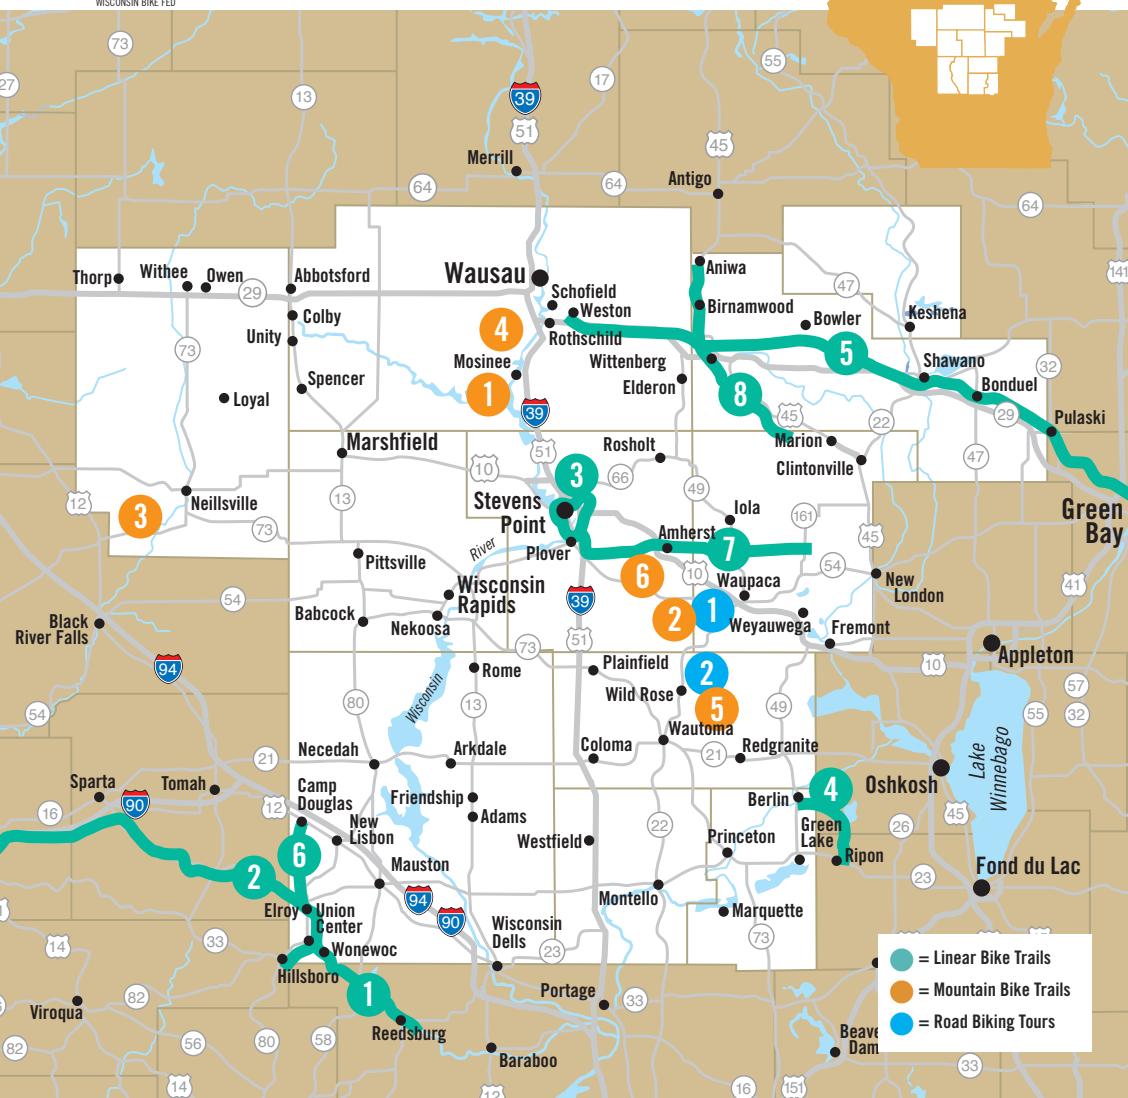 WISCONSIN BIKE FED
73
27
13
39
51
17
55
45
Merrill
64
64
Antigo
64
141
Thorp
Withee
Owen
Abbotsford
29
Wausau
Aniwa
47
Schofield
Weston
Birnamwood
Keshena
Colby
Unity
4
Rothschild
Bowler
73
Mosinee
Wittenberg
5
Shawano
32
Spencer
Elderon
Bonduel
Loyal
1
39
8
45
22
29
Pulaski
Marshfield
51
Rosholt
Marion
Clintonville
47
10
3
66
12
Neillsville
13
Stevens
Point
49
Iola
161
Green
Bay
3
73
Plover
Amherst
7
45
Pittsville
River
6
10
54
Waupaca
New
London
41
54
Wisconsin
Rapids
39
Babcock
Nekoosa
2
1
Weyauwega
Fremont
Black
River Falls
51
73
Appleton
94
Rome
Plainfield
2
10
57
Wild Rose
5
80
Wisconsin
13
49
55
32
54
Wautoma
Necedah
Arkdale
Coloma
21
Redgranite
21
Lake
Winnebago
Sparta
Tomah
Camp
Douglas
Friendship
Berlin
4
Oshkosh
90
12
16
Adams
Green
Lake
45
New
Lisbon
22
26
Westfield
Princeton
6
Ripon
2
Mauston
Fond du Lac
23
94
Montello
Elroy
Union
Center
90
Marquette
Wisconsin
Dells
14
33
Wonewoc
23
73
Hillsboro
= Linear Bike Trails
1
Portage
33
= Mountain Bike Trails
82
Viroqua
Reedsburg
= Road Biking Tours
82
56
80
58
Beave
Dam
Baraboo
33
14
12
16
151